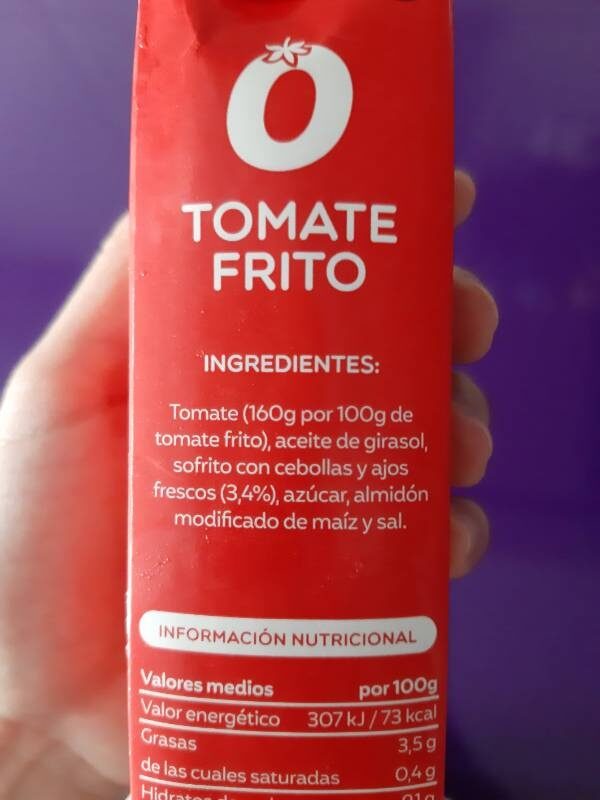 TOMATE
FRITO
INGREDIENTES:
Tomate (160g por 100g de
tomate frito), aceite de girasol,
sofrito con cebollas y ajos
frescos (3,4%), azúcar, almidón
modificado de maíz y sal.
INFORMACIÓN NUTRICIONAL
Valores medios por 100g
Valor energético 307 kJ / 73 kcal
Grasas 3,5 g
de las cuales saturadas 0,4 g